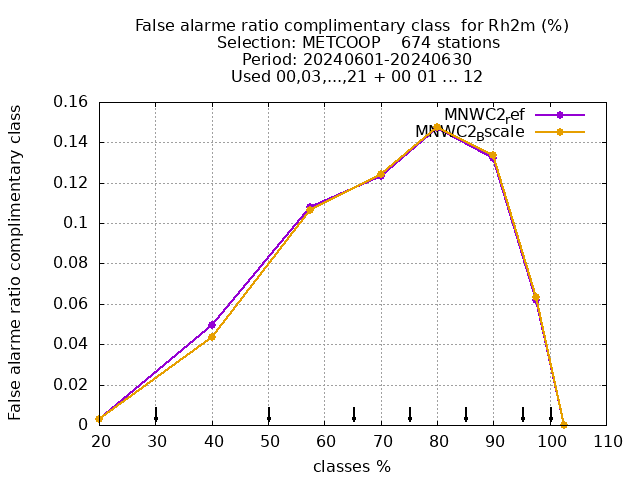 False alarme ratio complimentary class  for Rh2m (%)
Selection: METCOOP    674 stations
Period: 20240601-20240630
Used 00,03,...,21 + 00 01 ... 12
False alarme ratio complimentary class
0.16
0.14
0.12
0.1
0.08
0.06
0.04
0.02
0
MNWC2ref
MNWC2Bscale
20 30 40 50 60 70 80 90 100 110
classes %